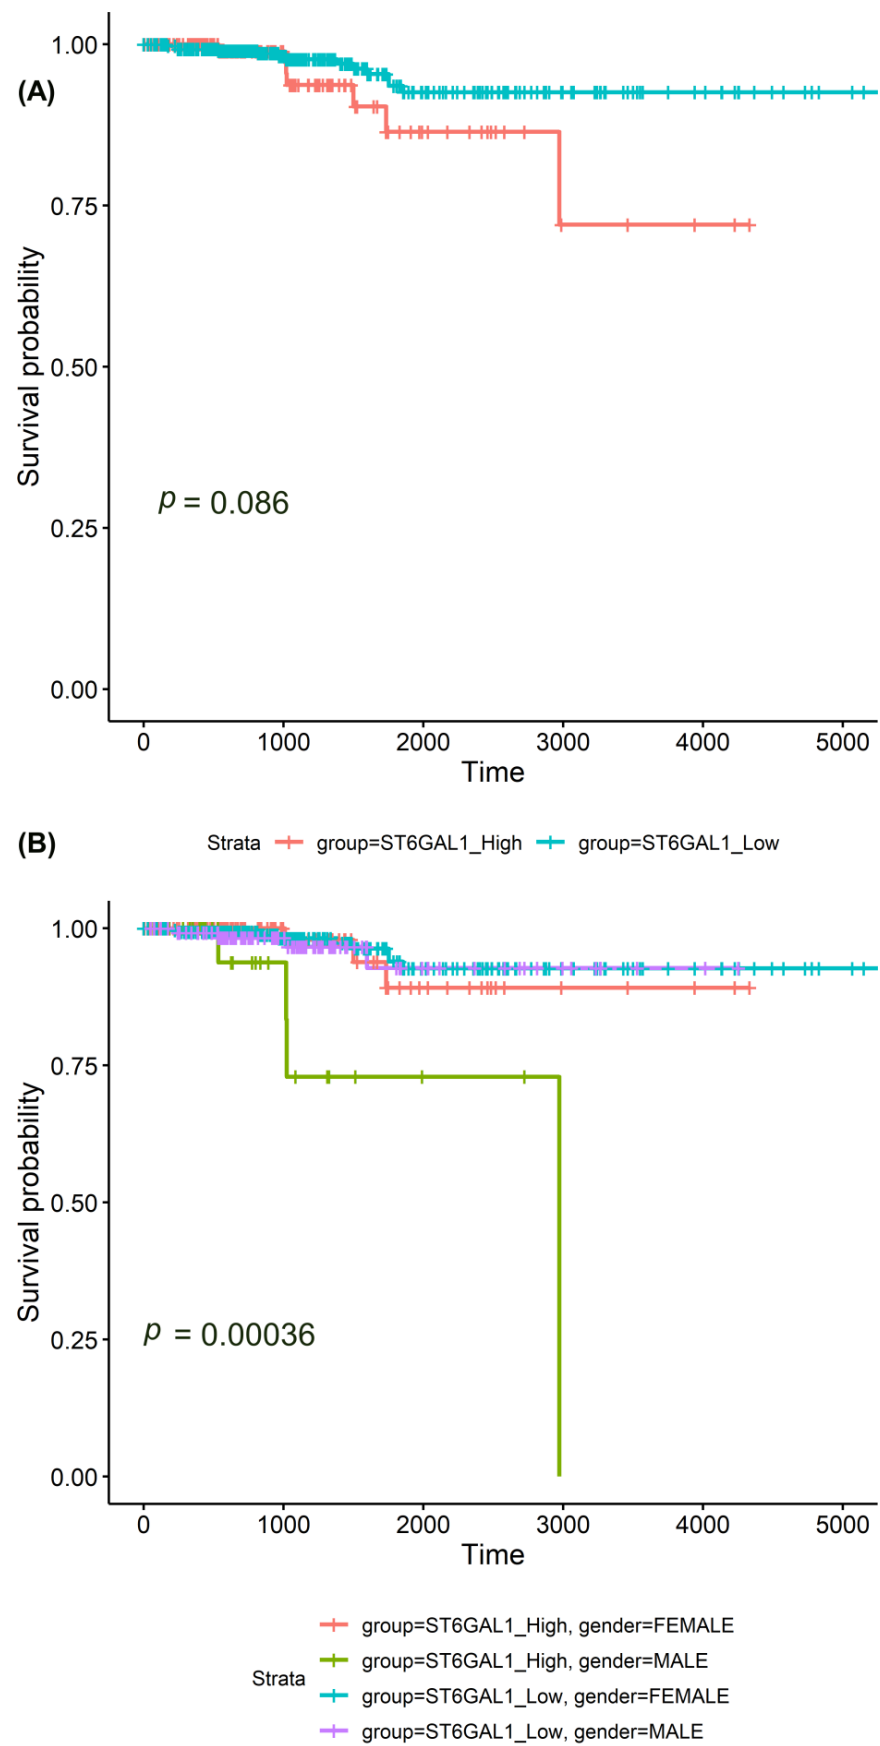 (A)
Survival probability
1.00
0.75
0.50
0.25
0.00
p = 0.086
0 1000 2000 3000 4000 5000
Time
(B)
Strata group=ST6GAL1_High group=ST6GAL1_Low
Survival probability
1.00
0.75
0.50
0.25
0.00
p = 0.00036
0 1000 2000 3000 4000 5000
Time
Strata
group=ST6GAL1_High, gender=FEMALE
group=ST6GAL1_High, gender=MALE
group=ST6GAL1_Low, gender=FEMALE
group=ST6GAL1_Low, gender=MALE